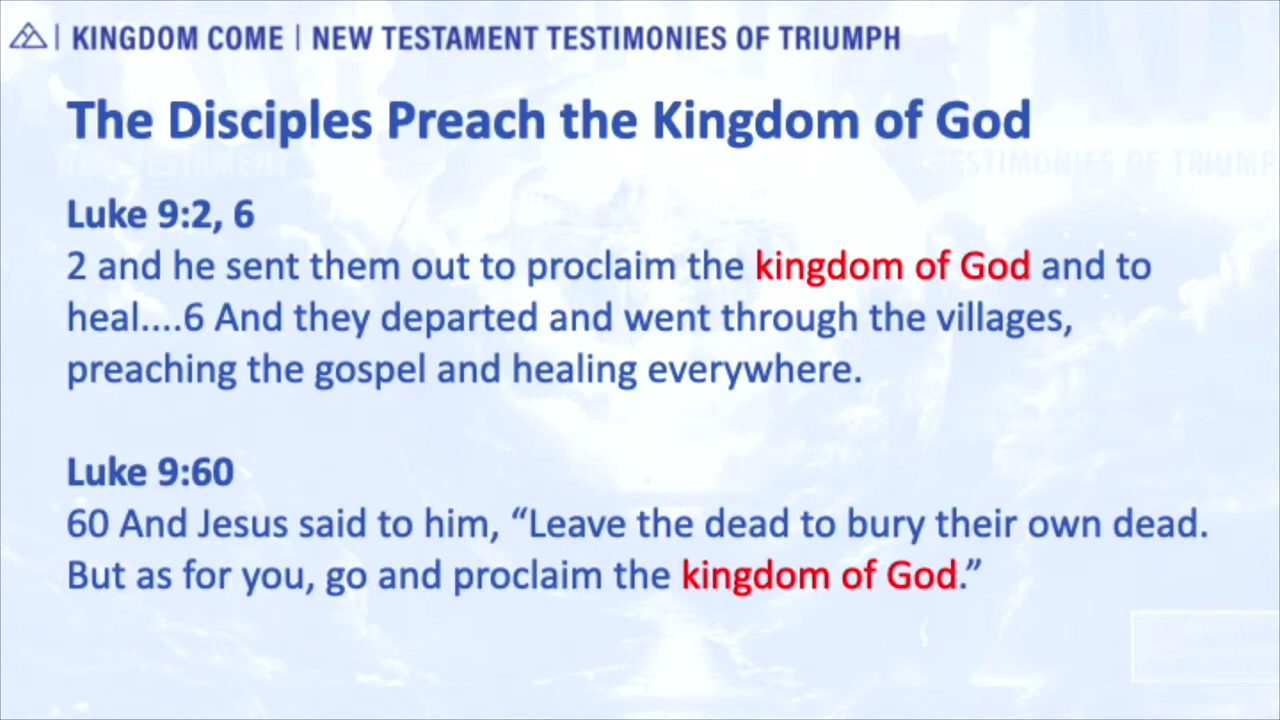 KINGDOM COME | NEW TESTAMENT TESTIMONIES OF TRIUMPH
The Disciples Preach the Kingdom of God
TESTAMENT
TESTIMONIES OF TRIUMP
Luke 9:2, 6
2 and he sent them out to proclaim the kingdom of God and to
heal....6 And they departed and went through the villages,
preaching the gospel and healing everywhere.
Luke 9:60
60 And Jesus said to him, “Leave the dead to bury their own dead.
But as for you, go and proclaim the kingdom of God.”